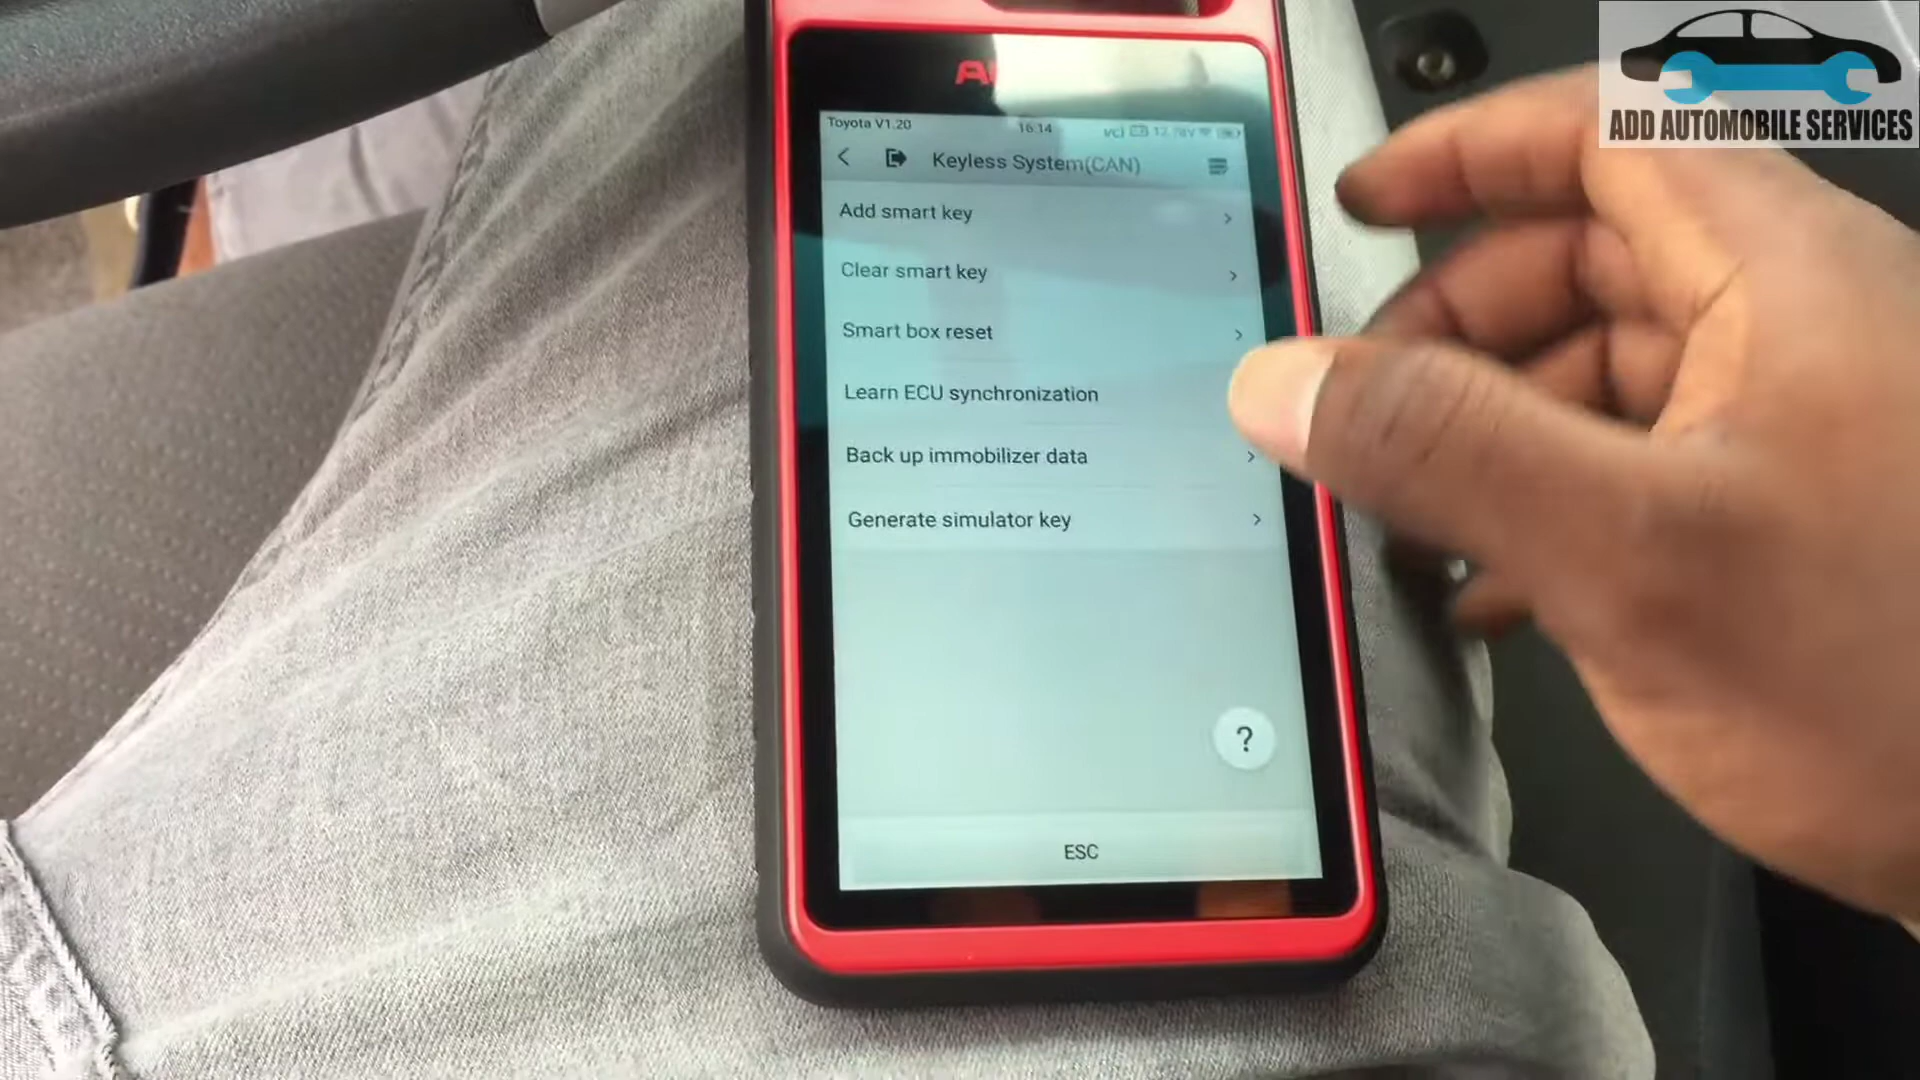 ADD AUTOMOBILE SERVICES
Toyota V1.20
16:14
Keyless System(CAN)
Add smart key
Clear smart key
Smart box reset
Learn ECU synchronization
Back up immobilizer data
Generate simulator key
?
ESC